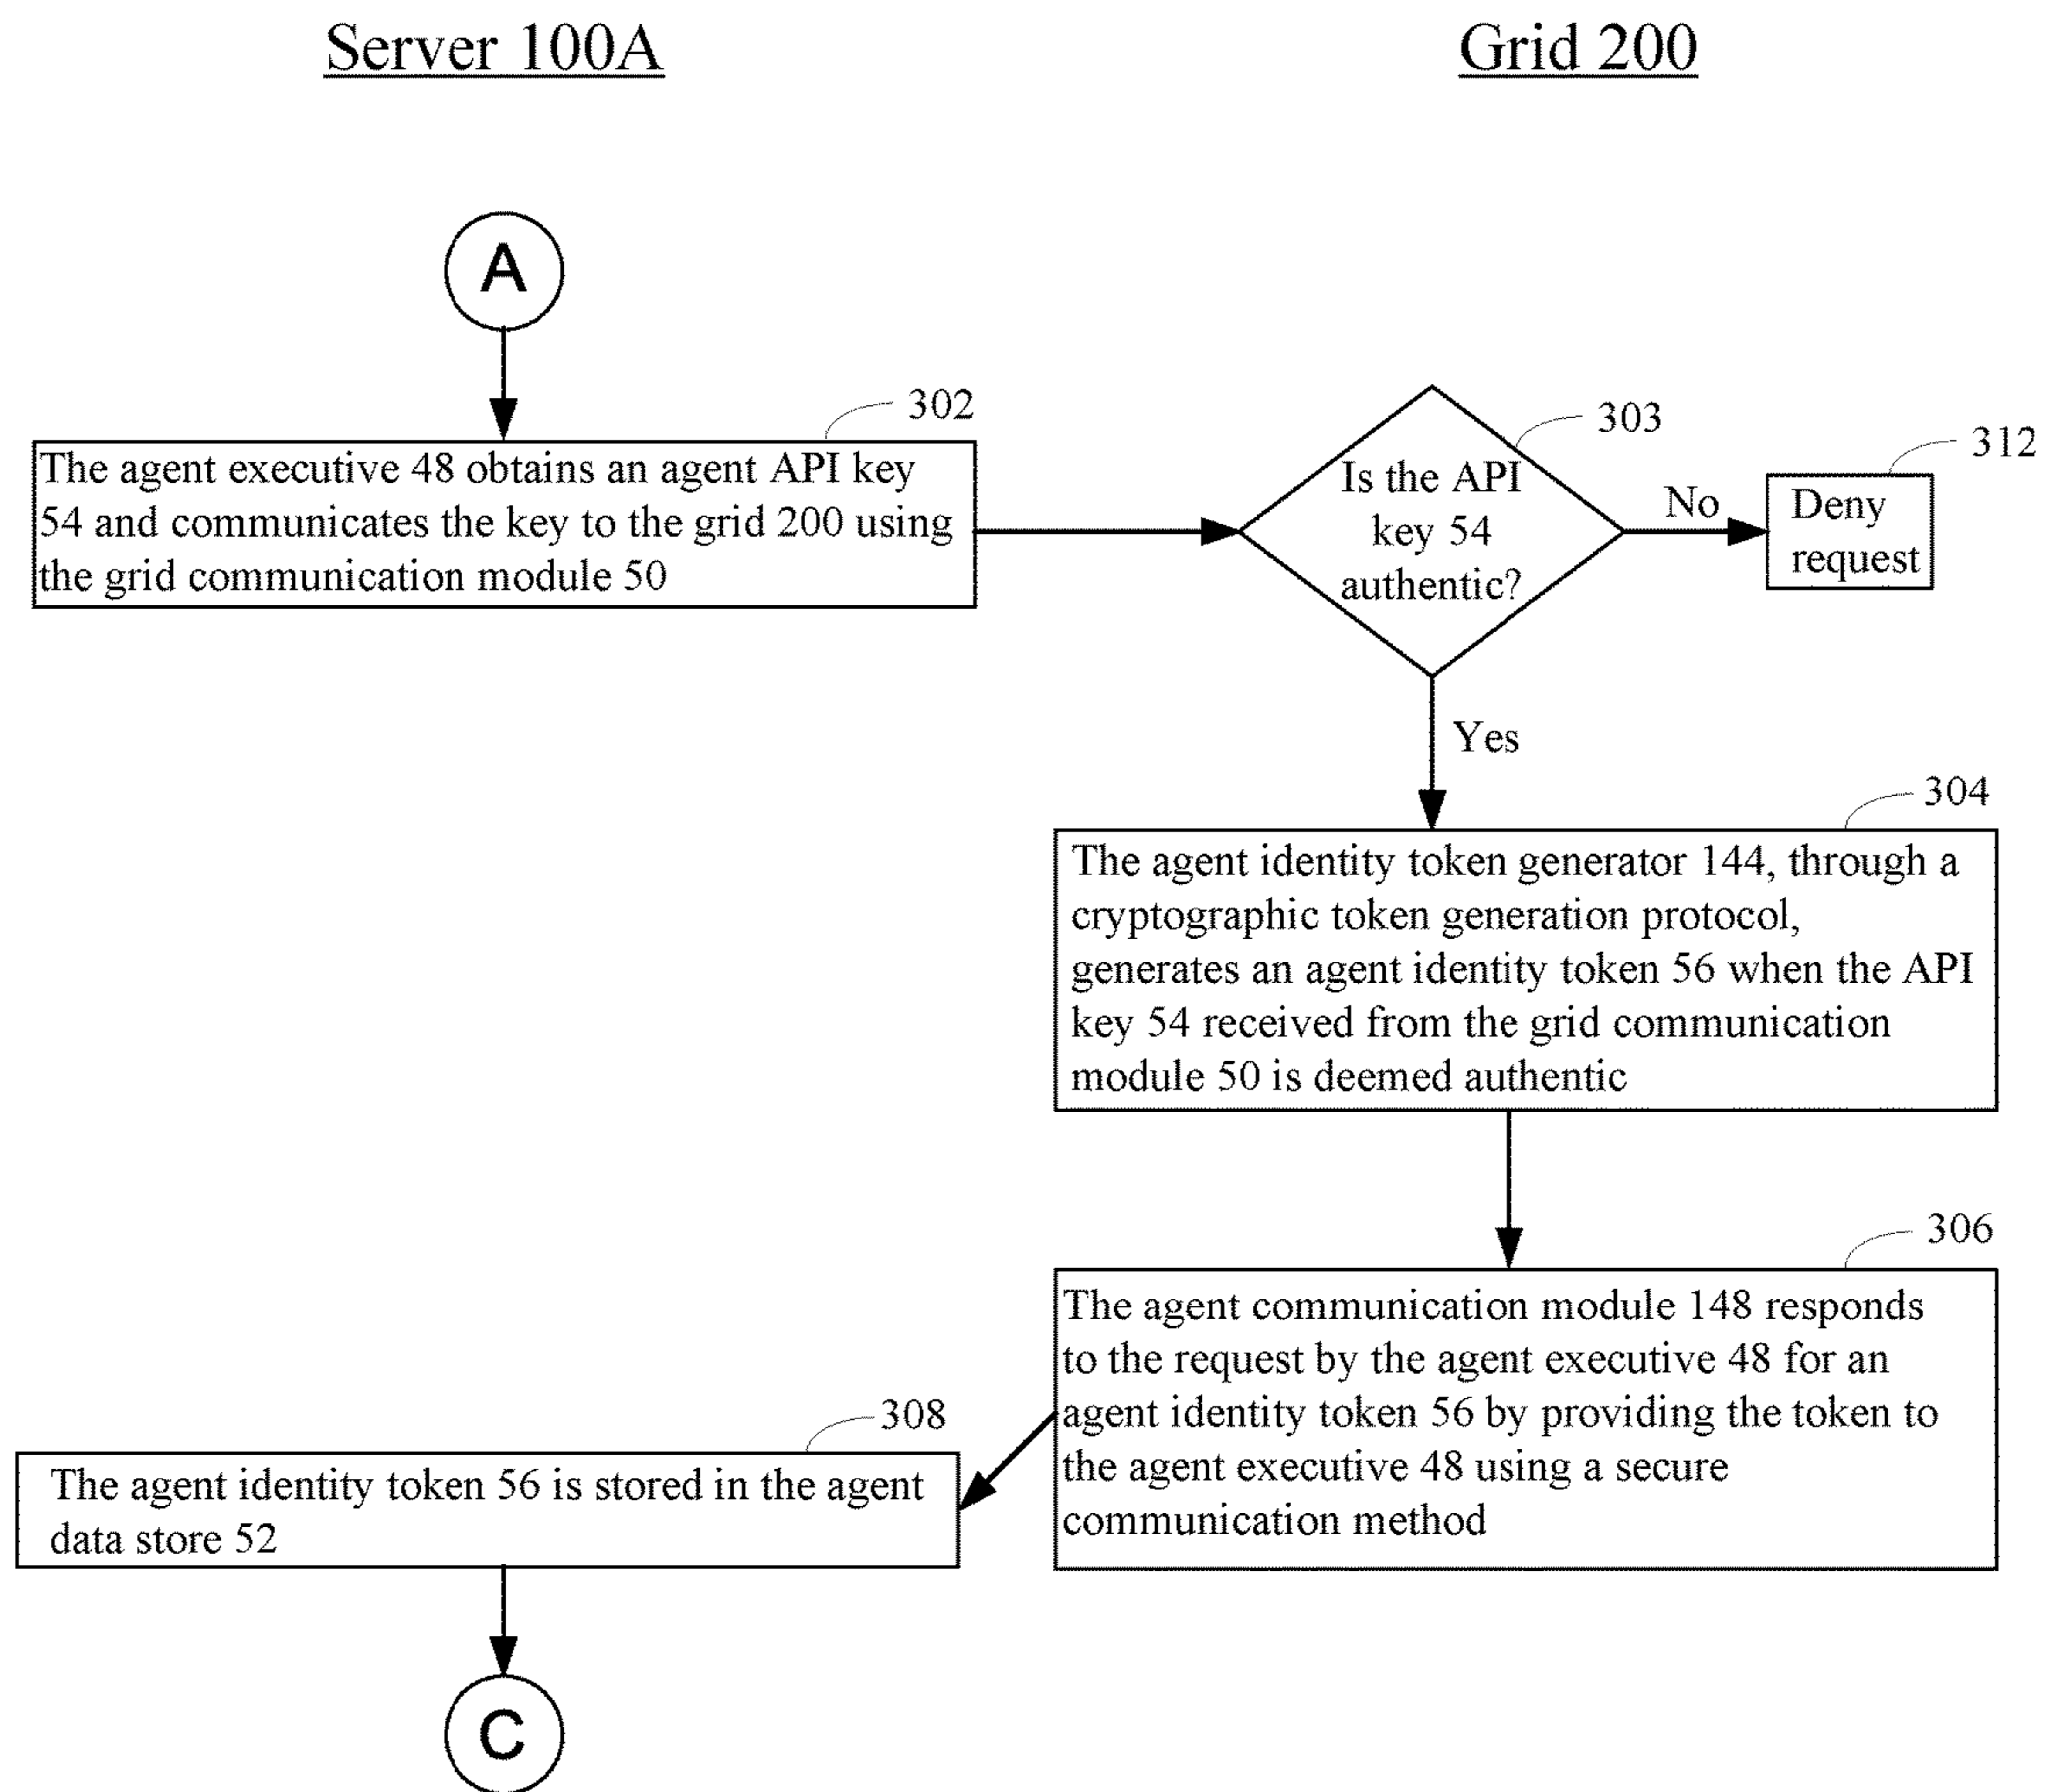 Server 100A
Grid 200
A
302
The agent executive 48 obtains an agent API key
54 and communicates the key to the grid 200 using
the grid communication module 50
303
Is the API
key 54
authentic?
No
312
Deny
request
Yes
304
The agent identity token generator 144, through a
cryptographic token generation protocol,
generates an agent identity token 56 when the API
key 54 received from the grid communication
module 50 is deemed authentic
306
The agent communication module 148 responds
to the request by the agent executive 48 for an
agent identity token 56 by providing the token to
the agent executive 48 using a secure
communication method
308
The agent identity token 56 is stored in the agent
data store 52
C